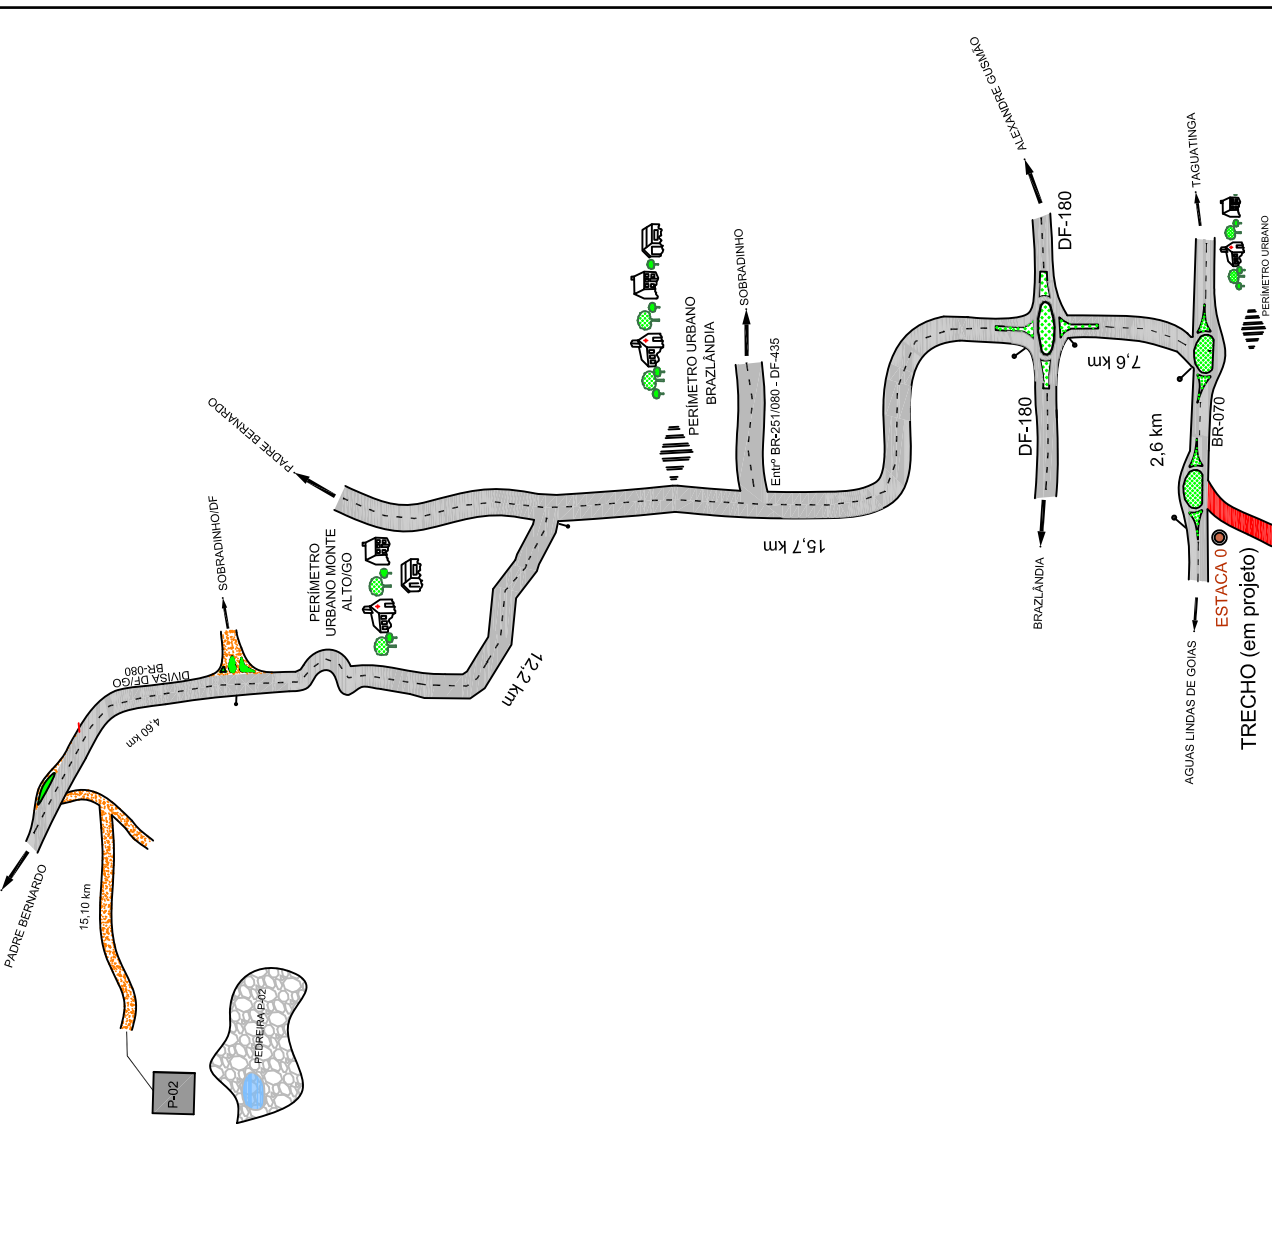 ALEXANDRE GUSMÃO
TAGUATINGA
DF-180
PERÍMETRO URBANO
SOBRADINHO
PERÍMETRO URBANO
BRAZLÂNDIA
Entrº BR-251/080 - DF-435
7,6 km
PADRE BERNARDO
DF-180
2,6 km
BR-070
SOBRADINHO/DF
PERÍMETRO
URBANO MONTE
ALTO/GO
15,7 km
BRAZLÂNDIA
ESTACA 0
TRECHO (em projeto)
AGUAS LINDAS DE GOIAS
12,2 km
DIVISA DF/GO
BR-080
4,60 km
PADRE BERNARDO
15,10 km
PEDREIRA P-02
P-02